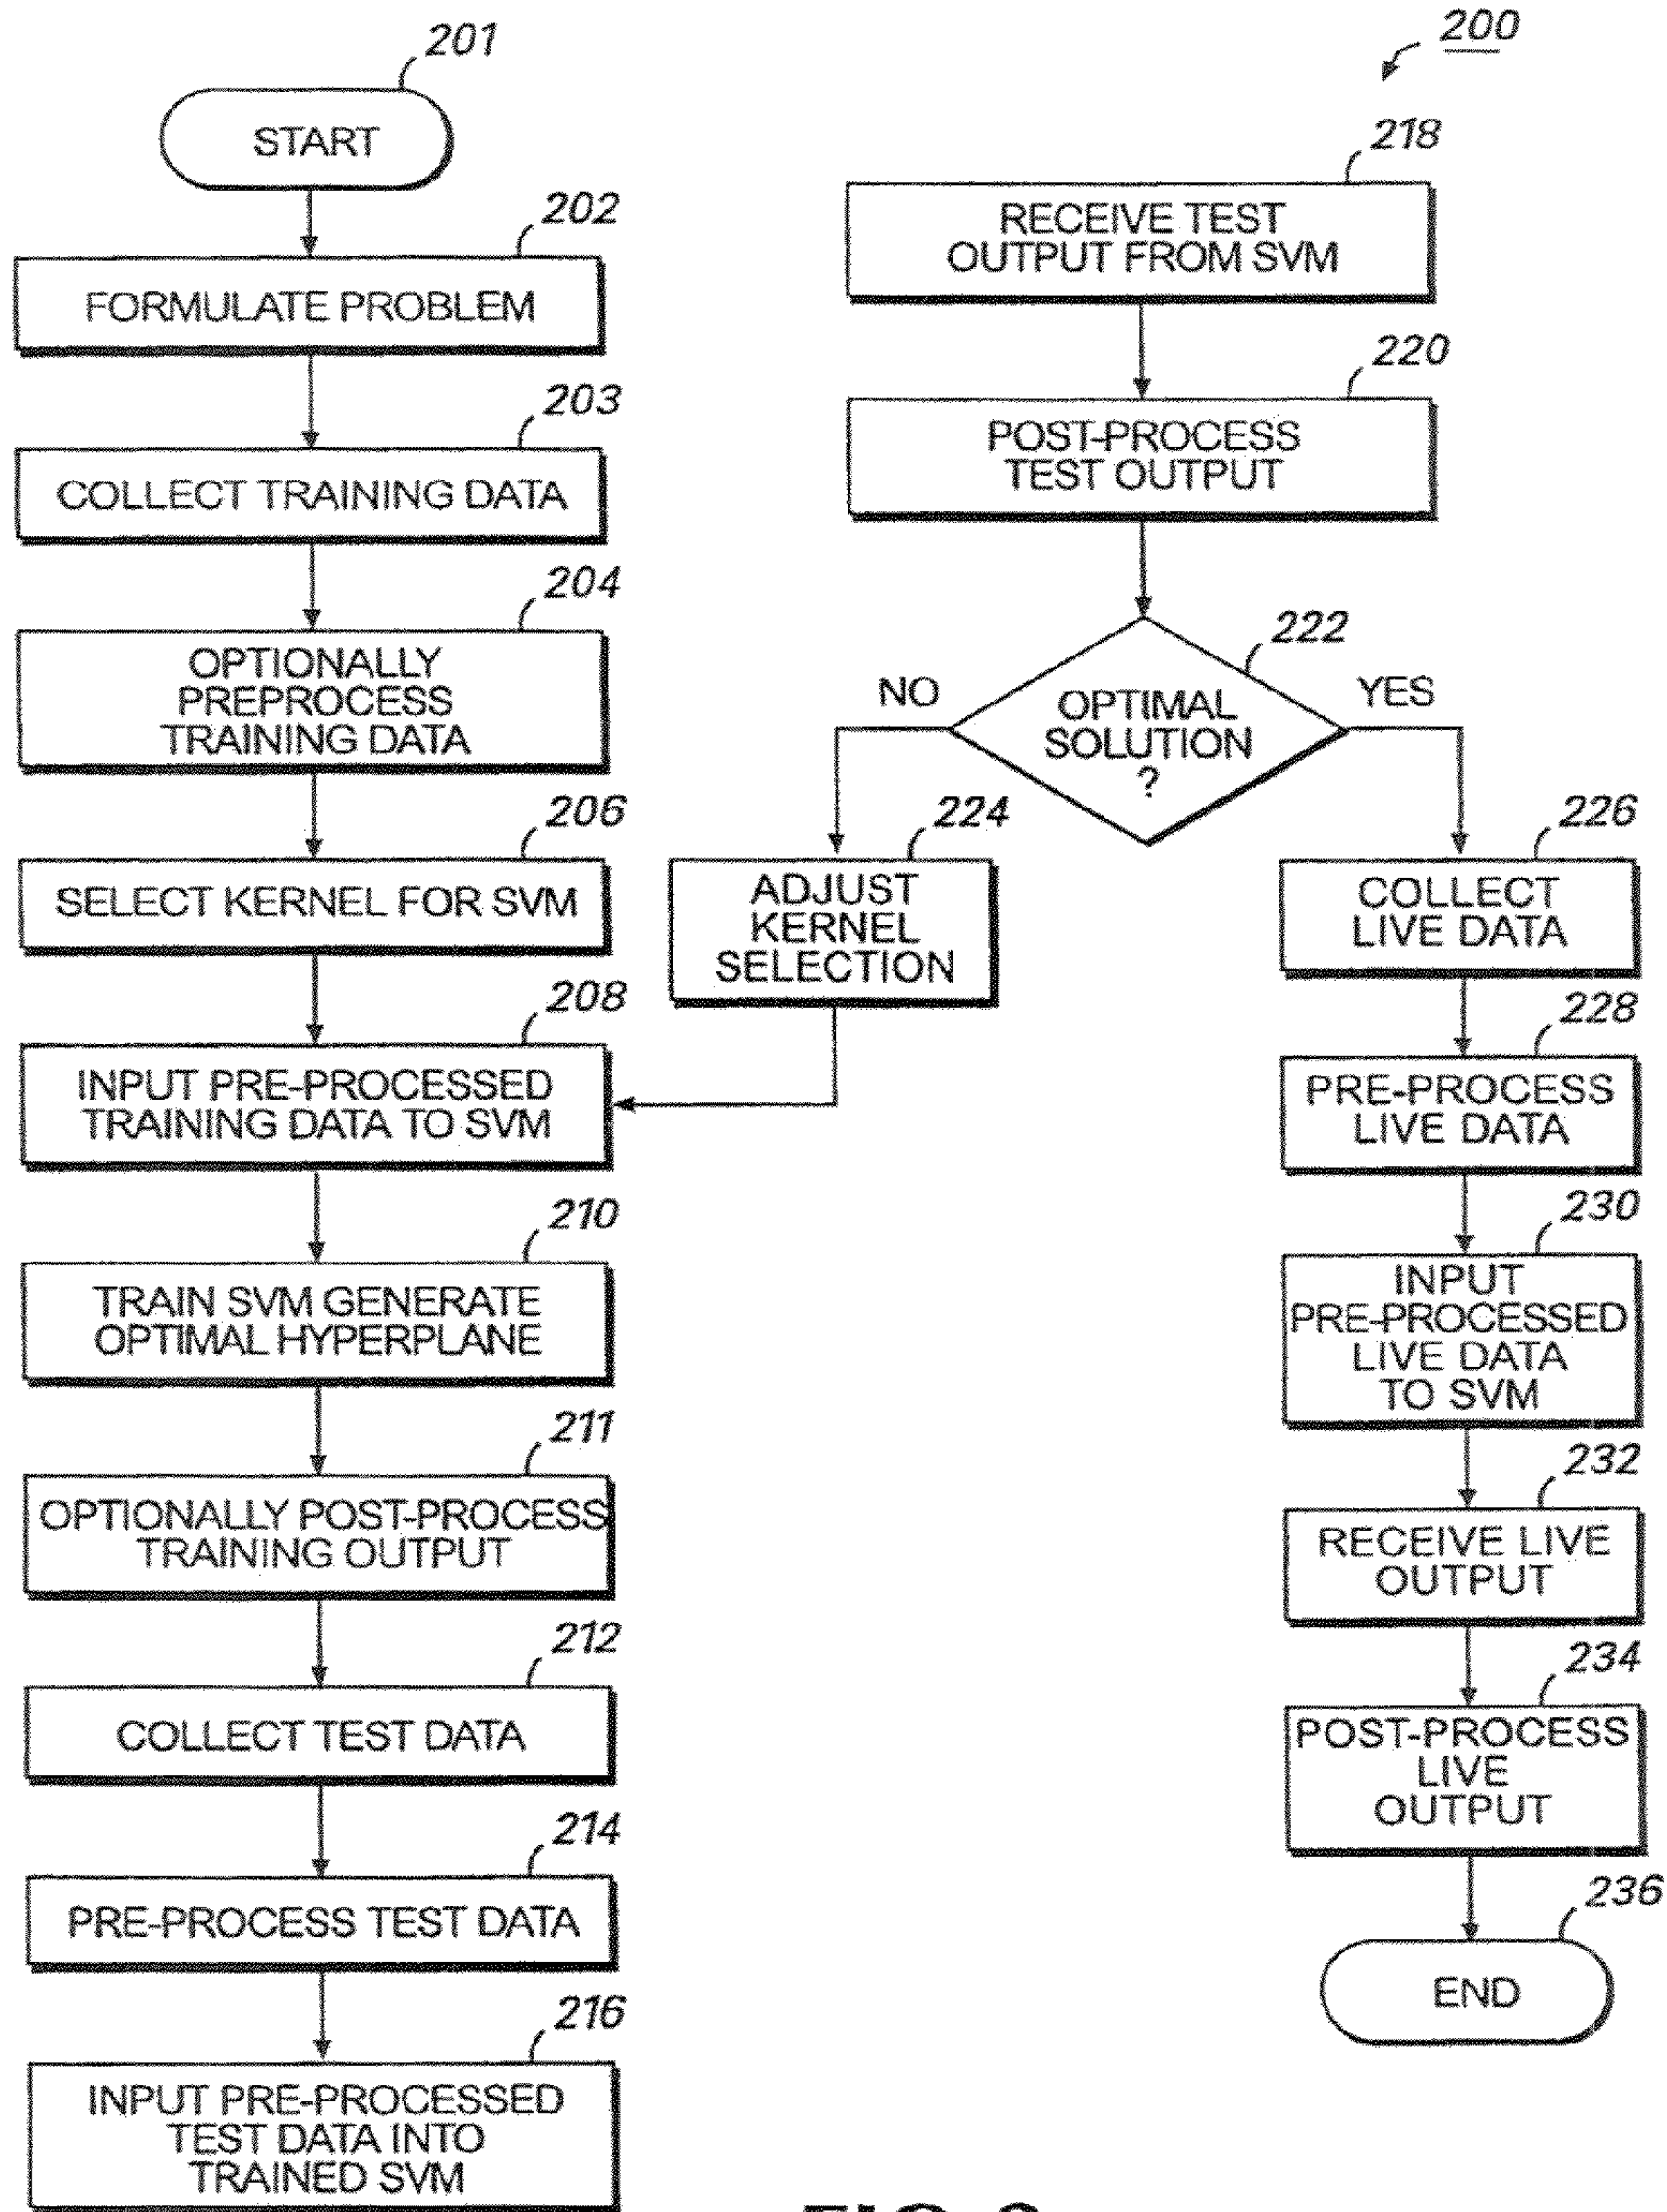 201
START
202
FORMULATE PROBLEM
203
COLLECT TRAINING DATA
204
OPTIONALLY
PREPROCESS
TRAINING DATA
206
SELECT KERNEL FOR SVM
208
INPUT PRE-PROCESSED
TRAINING DATA TO SVM
210
TRAIN SVM GENERATE
OPTIMAL HYPERPLANE
211
OPTIONALLY POST-PROCESS
TRAINING OUTPUT
212
COLLECT TEST DATA
214
PRE-PROCESS TEST DATA
216
INPUT PRE-PROCESSED
TEST DATA INTO
TRAINED SVM
200
218
RECEIVE TEST
OUTPUT FROM SVM
220
POST-PROCESS
TEST OUTPUT
222
OPTIMAL
SOLUTION
?
NO
YES
224
ADJUST
KERNEL
SELECTION
226
COLLECT
LIVE DATA
228
PRE-PROCESS
LIVE DATA
230
INPUT
PRE-PROCESSED
LIVE DATA
TO SVM
232
RECEIVE LIVE
OUTPUT
234
POST-PROCESS
LIVE
OUTPUT
236
END